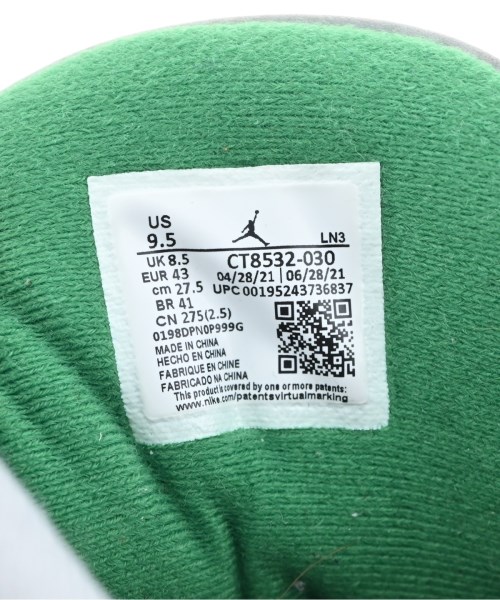 US
9.5 LN3
UK 8.5 CT8532-030
EUR 43 04/28/21 | 06/28/21
cm 27.5 UPC 00195243736837
BR 41
CN 275(2.5)
0198DPN0P999G
MADE IN CHINA
HECHO EN CHINA
FABRIQUE EN CHINE
FABRICADO NA CHINA
This product is covered by one or more patents:
www.nike.com/patentsvirtualmarking